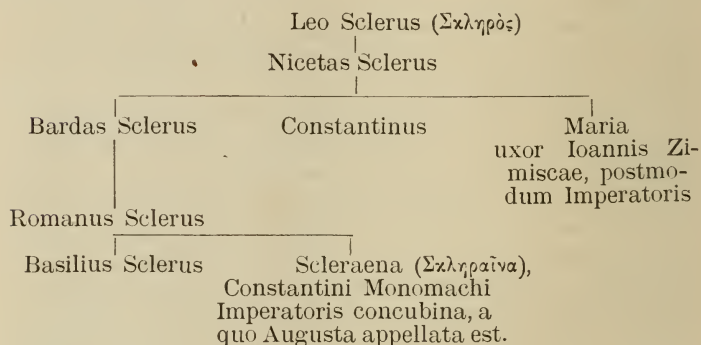 Leo Sclerus (Σκληρὸς)
Nicetas Sclerus
Bardas Sclerus Constantinus Maria
uxor Ioannis Zi-
miscae, postmo-
dum Imperatoris
Romanus Sclerus
Basilius Sclerus Scleraena (Σκληραῖνα),
Constantini Monomachi
Imperatoris concubina, a
quo Augusta appellata est.